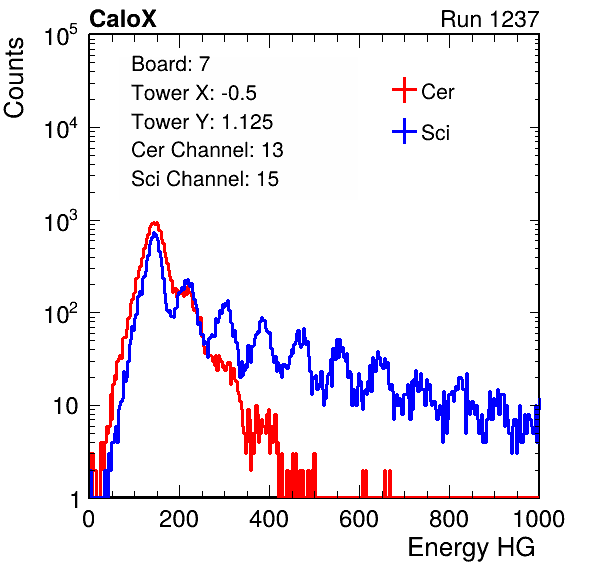 CaloX Run 1237
Counts
Board: 7
Tower X: -0.5
Tower Y: 1.125
Cer Channel: 13
Sci Channel: 15
Cer
Sci
10^5
10^4
10^3
10^2
10
1
0 200 400 600 800 1000
Energy HG